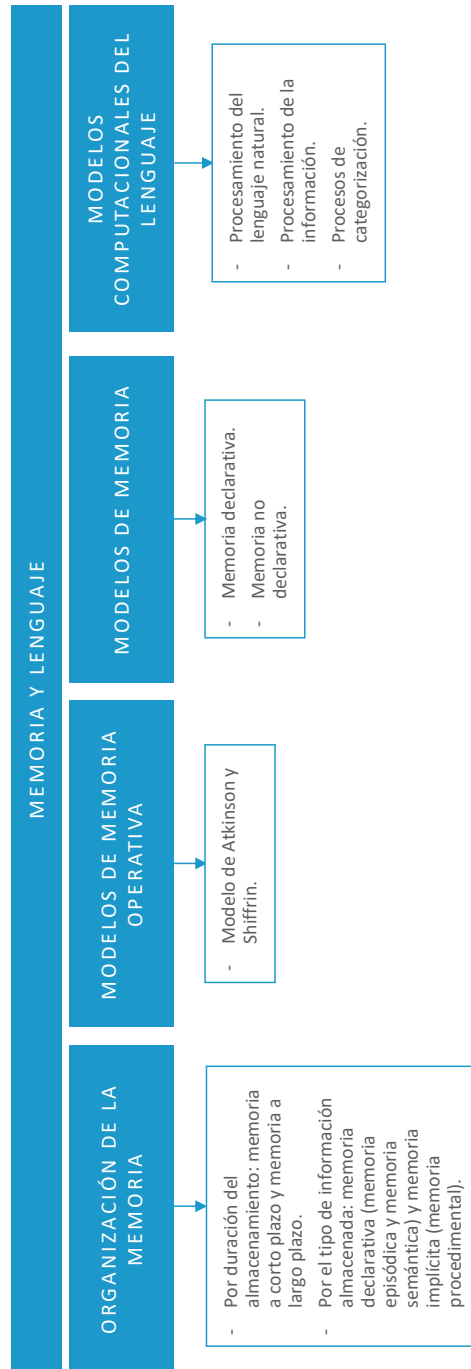 MEMORIA Y LENGUAJE
ORGANIZACIÓN DE LA
MEMORIA
- Por duración del
almacenamiento: memoria
a corto plazo y memoria a
largo plazo.
- Por el tipo de información
almacenada: memoria
declarativa (memoria
episódica y memoria
semántica) y memoria
implícita (memoria
procedimental).
MODELOS DE MEMORIA
OPERATIVA
- Modelo de Atkinson y
Shiffrin.
MODELOS DE MEMORIA
- Memoria declarativa.
- Memoria no
declarativa.
MODELOS
COMPUTACIONALES DEL
LENGUAJE
- Procesamiento del
lenguaje natural.
- Procesamiento de la
información.
- Procesos de
categorización.